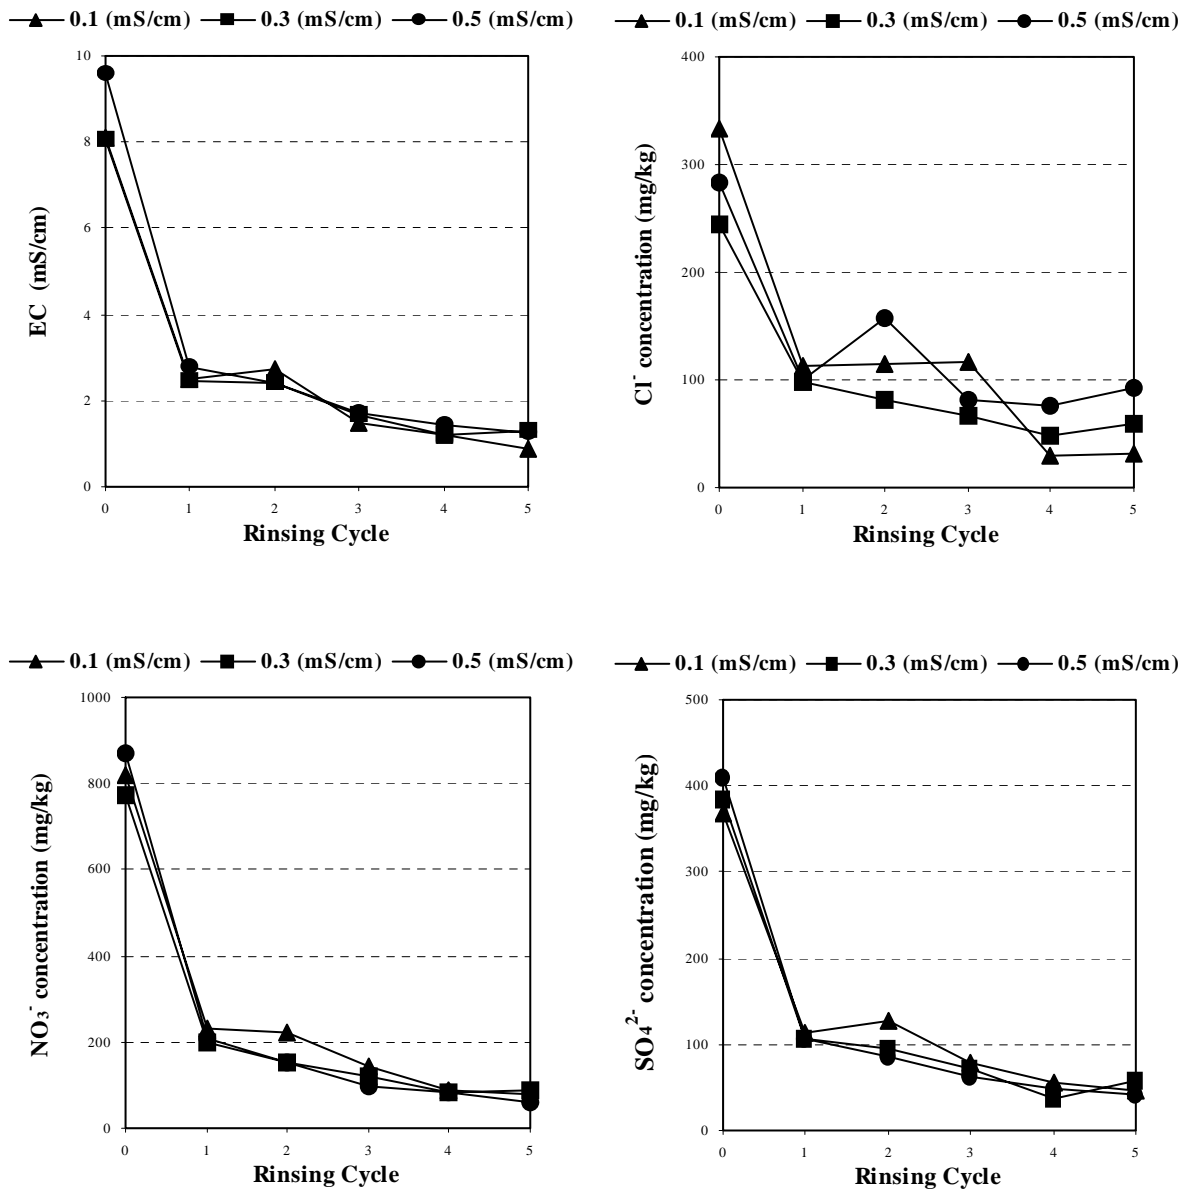 0.1 (mS/cm) 0.3 (mS/cm) 0.5 (mS/cm)
10
8
6
4
2
0
EC (mS/cm)
0 1 2 3 4 5
Rinsing Cycle
0.1 (mS/cm) 0.3 (mS/cm) 0.5 (mS/cm)
400
300
200
100
0
Cl⁻ concentration (mg/kg)
0 1 2 3 4 5
Rinsing Cycle
0.1 (mS/cm) 0.3 (mS/cm) 0.5 (mS/cm)
1000
800
600
400
200
0
NO₃⁻ concentration (mg/kg)
0 1 2 3 4 5
Rinsing Cycle
0.1 (mS/cm) 0.3 (mS/cm) 0.5 (mS/cm)
500
400
300
200
100
0
SO₄²⁻ concentration (mg/kg)
0 1 2 3 4 5
Rinsing Cycle